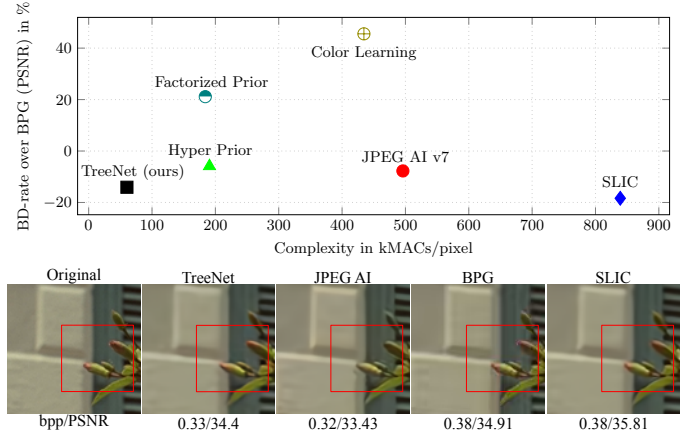 BD-rate over BPG (PSNR) in %
40
20
0
−20
Color Learning
Factorized Prior
Hyper Prior
JPEG AI v7
TreeNet (ours)
SLIC
0 100 200 300 400 500 600 700 800 900
Complexity in kMACs/pixel
Original TreeNet JPEG AI BPG SLIC
bpp/PSNR 0.33/34.4 0.32/33.43 0.38/34.91 0.38/35.81